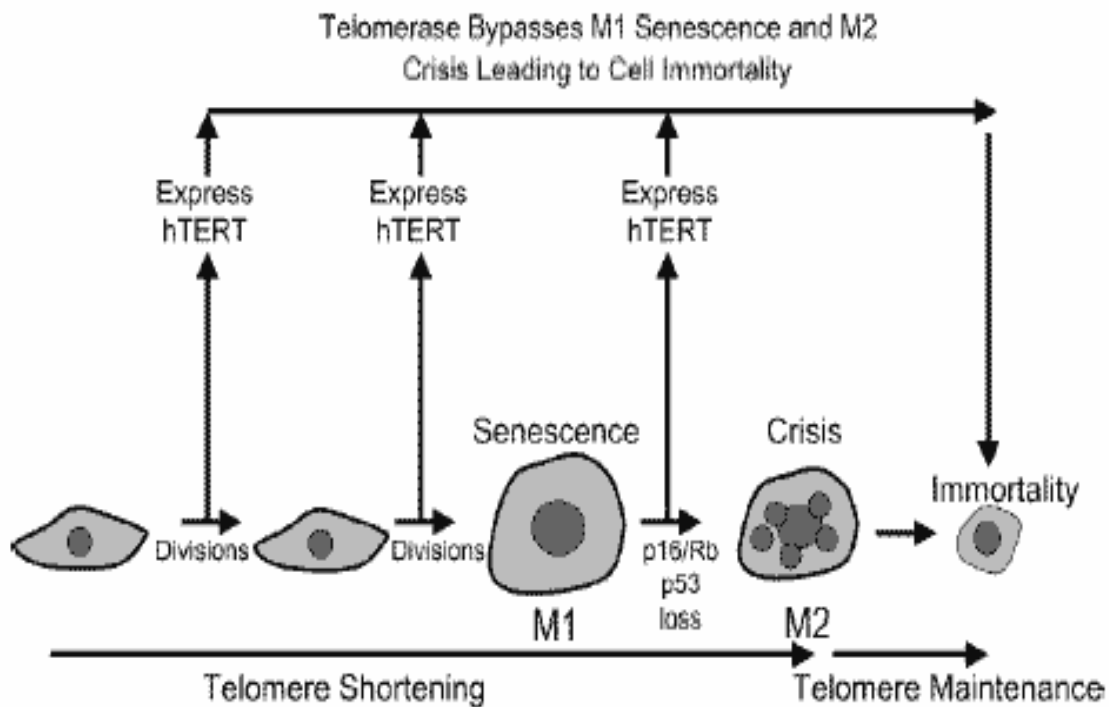 Telomerase Bypasses M1 Senescence and M2
Crisis Leading to Cell Immortality
Express
hTERT
Express
hTERT
Express
hTERT
Senescence
Crisis
Immortality
Divisions
Divisions
p16/Rb
p53
loss
M1
M2
Telomere Shortening
Telomere Maintenance